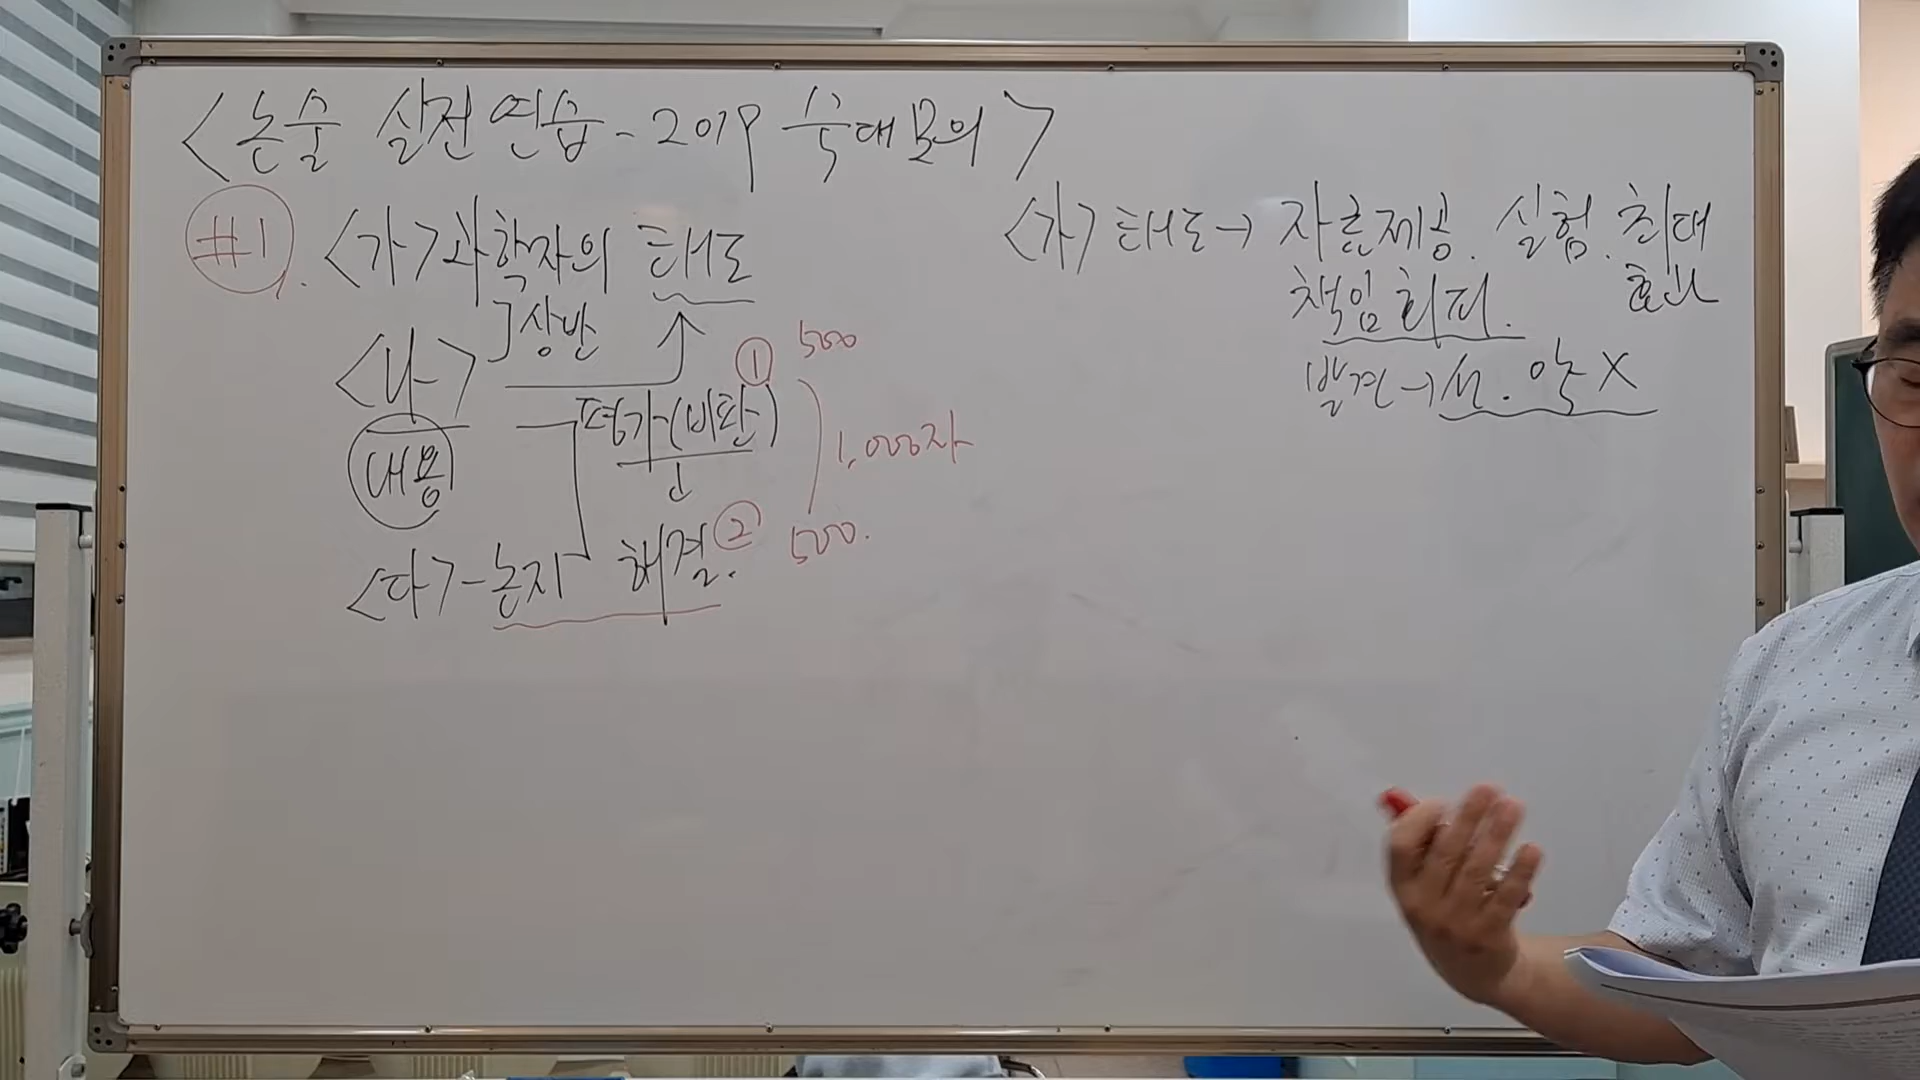 <논술 실전연습 - 2019 숙대모의>
#1. <가> 과학자의 태도
]상반
<나>
① 500
평가(비판)
1,000자
내용
<다> - 논지 해결. ② 500.
<가> 태도 → 자료제공. 실험. 최대
효과
책임회피.
발견 → 선. 악 X